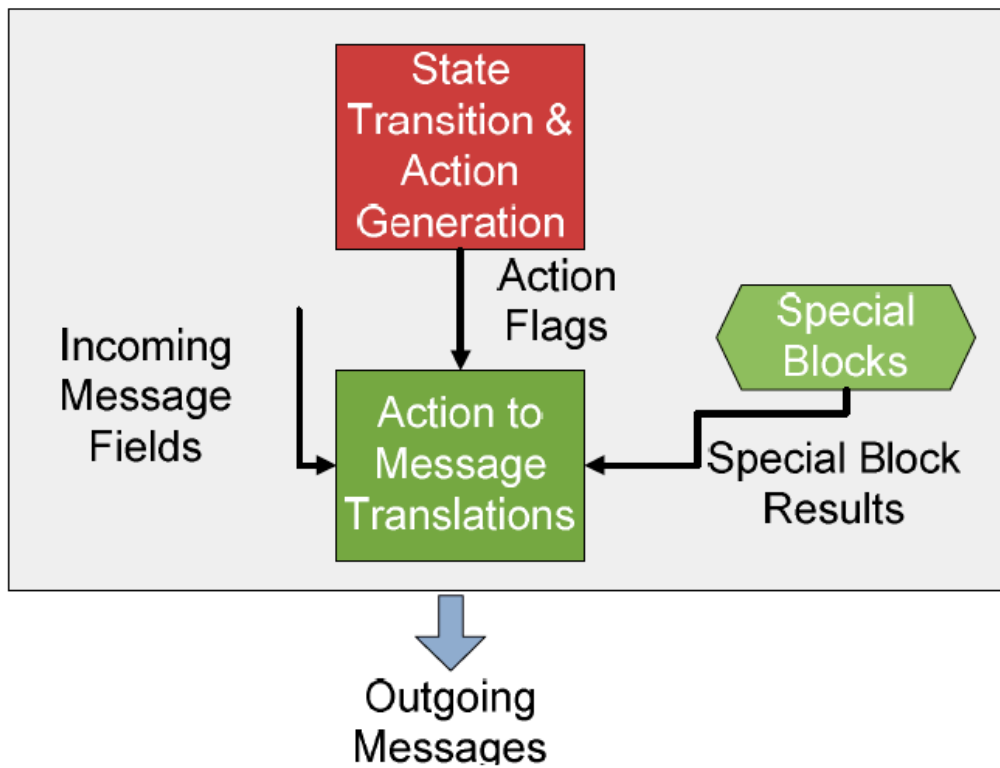 State
Transition &
Action
Generation
Action
Flags
Special
Blocks
Incoming
Message
Fields
Action to
Message
Translations
Special Block
Results
Outgoing
Messages